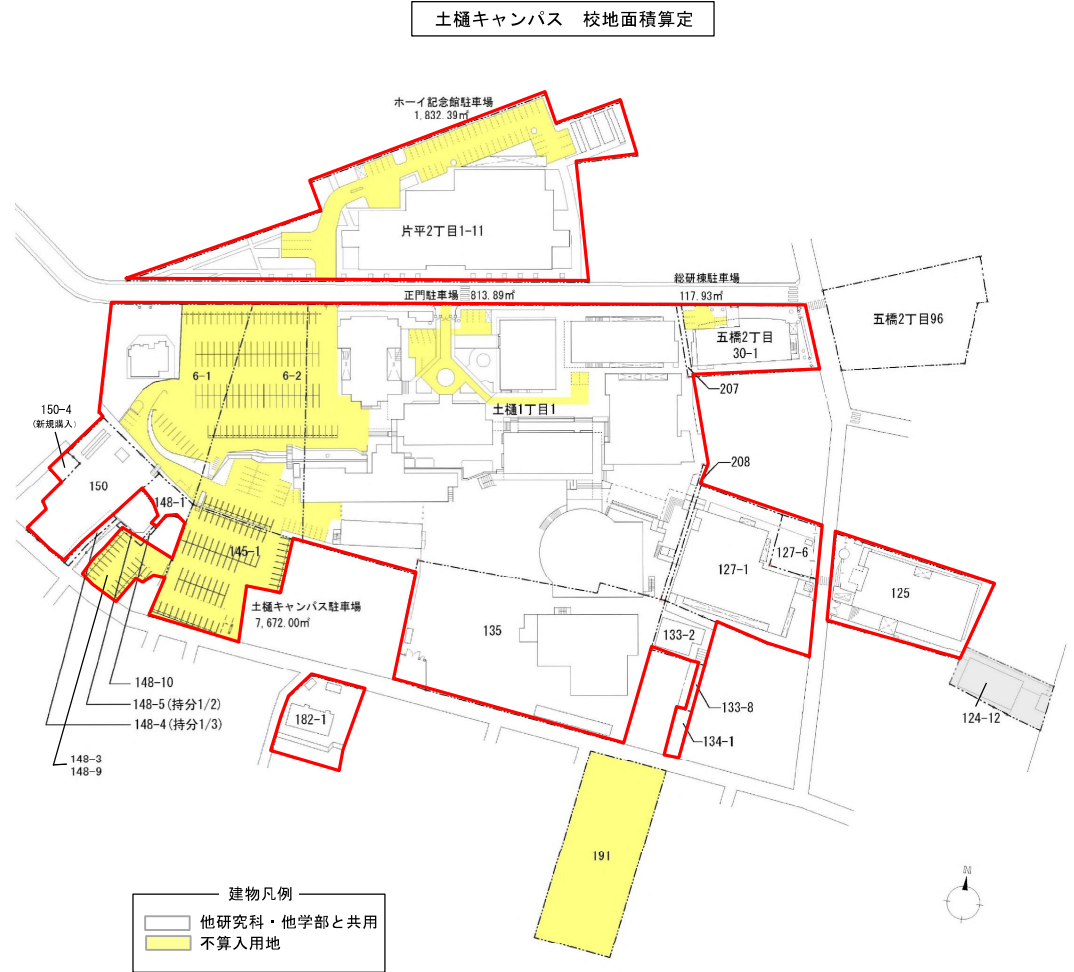 土樋キャンパス　校地面積算定
ホーイ記念館駐車場
1,832.39㎡
片平2丁目1-11
総研棟駐車場
正門駐車場 813.89㎡
117.93㎡
五橋2丁目96
五橋2丁目
30-1
6-1
6-2
207
150-4
(新規購入)
土樋1丁目1
208
150
148-1
145-1
127-6
127-1
125
土樋キャンパス駐車場
7,672.00㎡
135
133-2
148-10
148-5(持分1/2)
148-4(持分1/3)
182-1
133-8
134-1
124-12
148-3
148-9
191
N
建物凡例
他研究科・他学部と共用
不算入用地